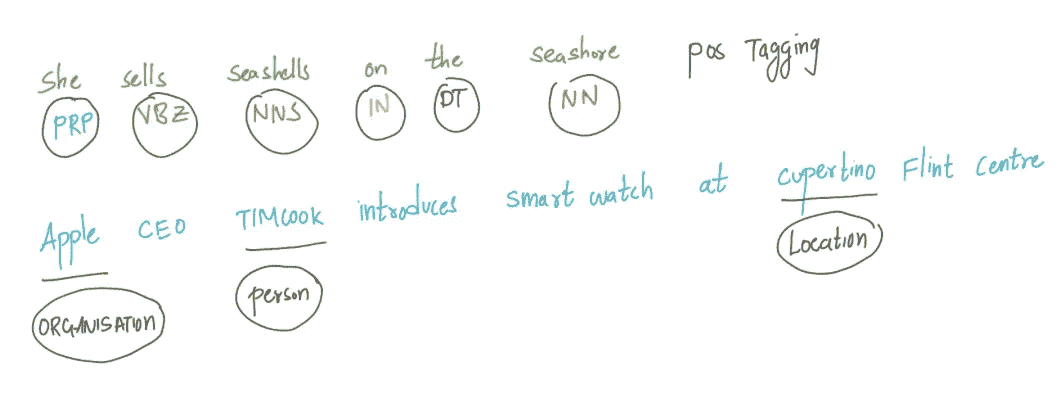 She sells seashells on the seashore pos Tagging
PRP VBZ NNS IN DT NN
Apple CEO TIMCOOK introduces smart watch at cupertino Flint Centre
ORGANISATION person Location